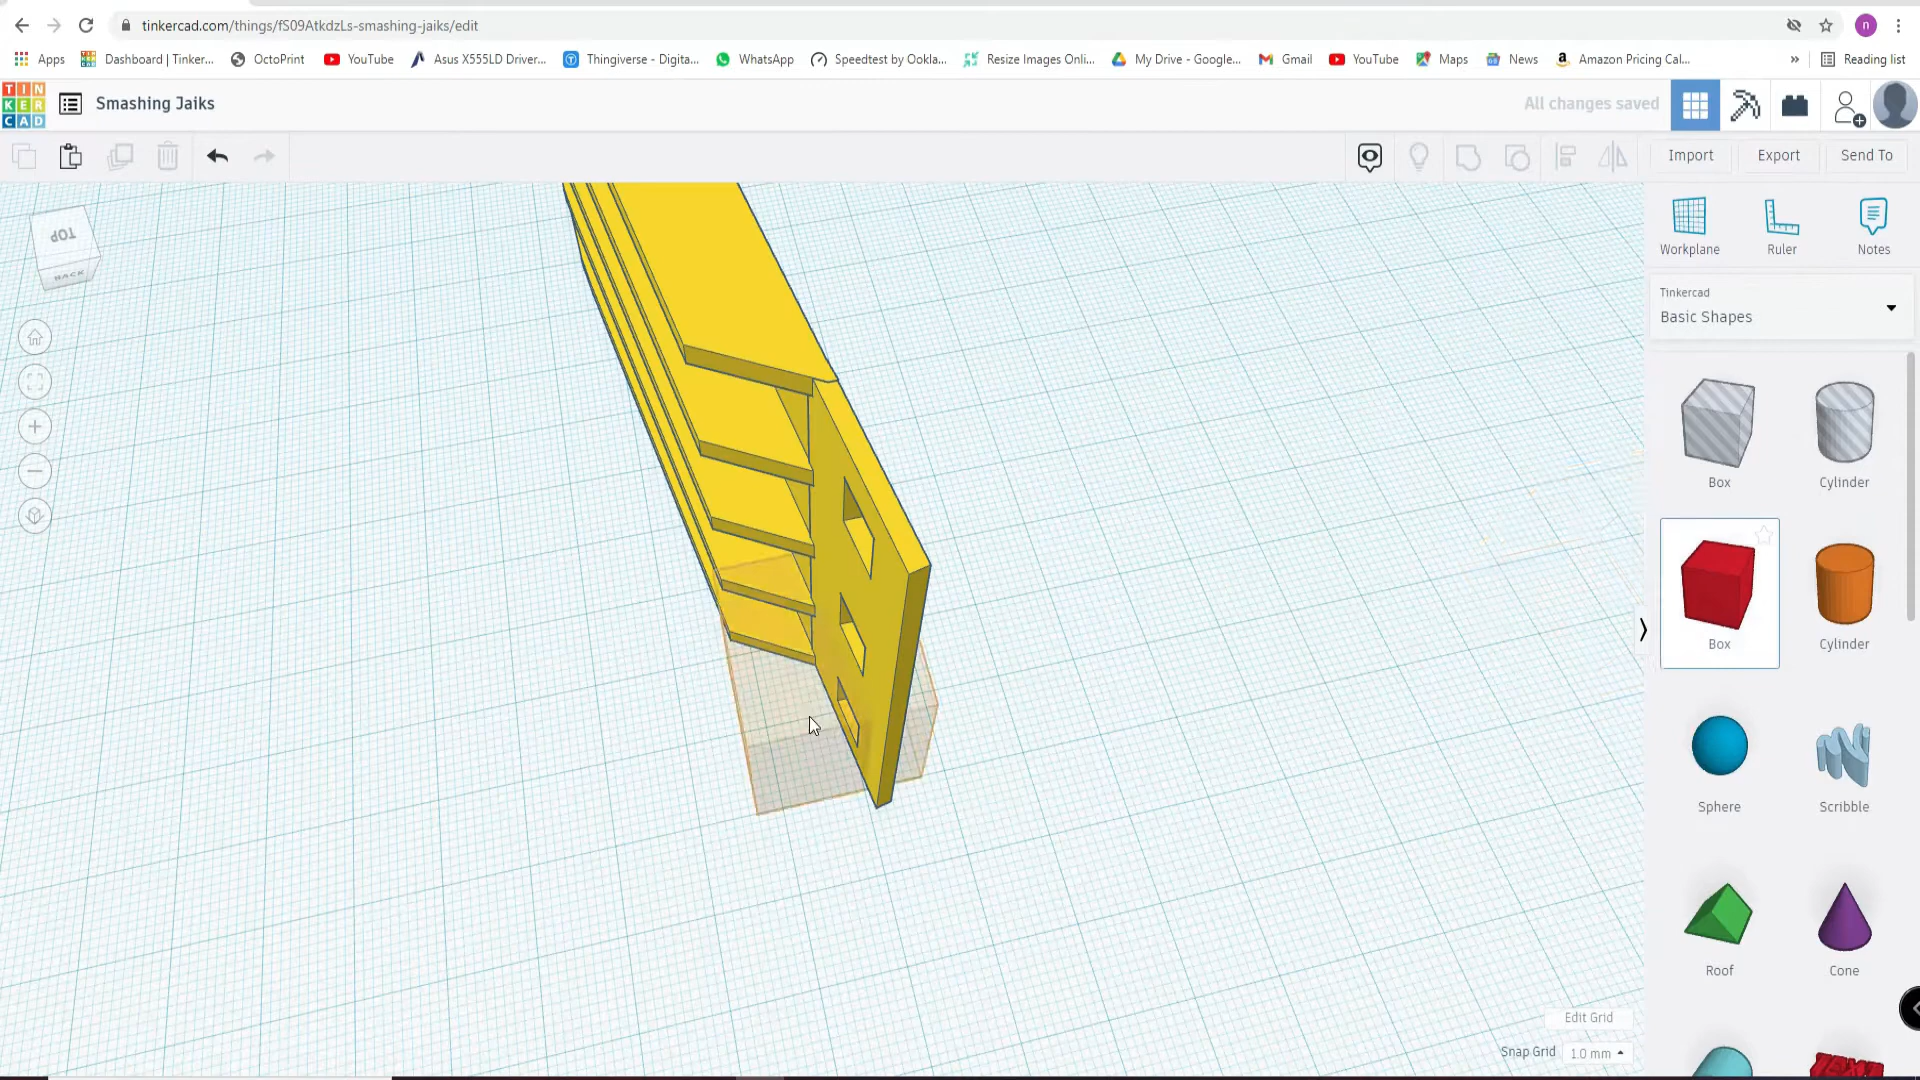 tinkercad.com/things/fS09AtkdzLs-smashing-jaiks/edit
n
Apps Dashboard | Tinker... OctoPrint YouTube Asus X555LD Driver... Thingiverse - Digita... WhatsApp Speedtest by Ookla... Resize Images Onli... My Drive - Google... Gmail YouTube Maps News Amazon Pricing Cal... » Reading list
TIN
KER
CAD
Smashing Jaiks
All changes saved
Import Export Send To
TOP
BACK
Workplane Ruler Notes
Tinkercad
Basic Shapes
Box Cylinder
Box Cylinder
Sphere Scribble
Roof Cone
Edit Grid
Snap Grid 1.0 mm